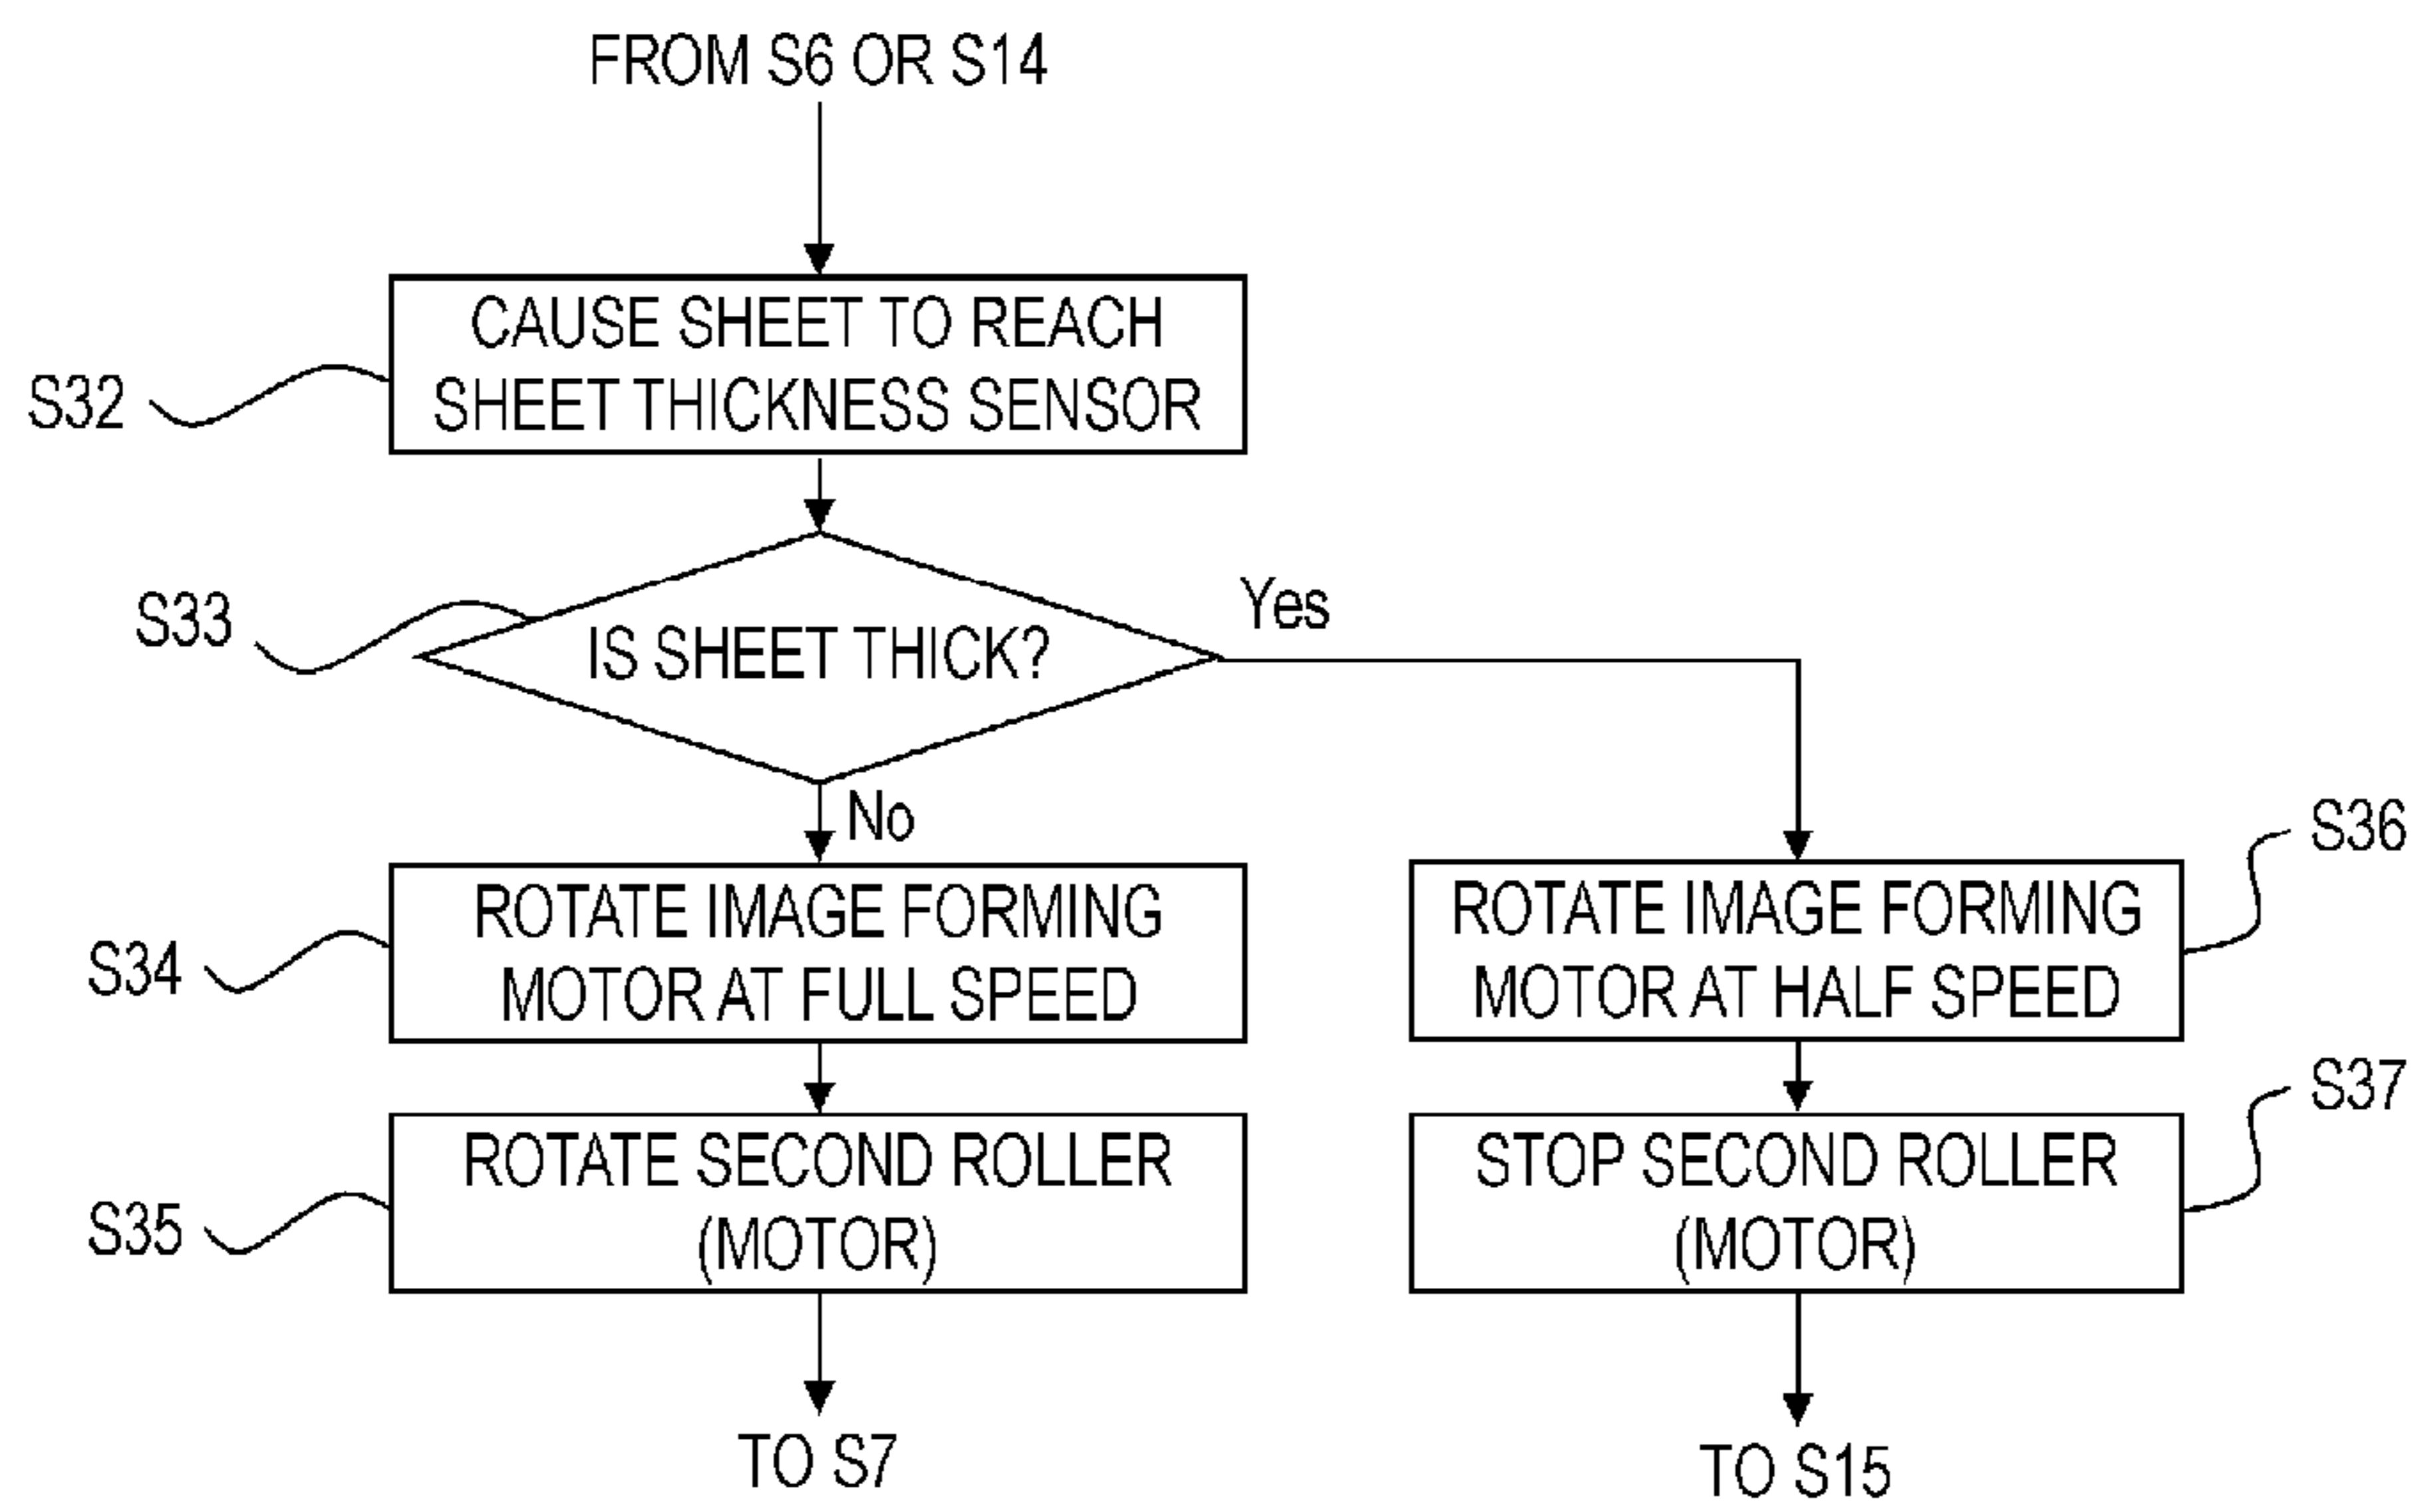 FROM S6 OR S14
S32
CAUSE SHEET TO REACH
SHEET THICKNESS SENSOR
S33
IS SHEET THICK?
Yes
No
S34
ROTATE IMAGE FORMING
MOTOR AT FULL SPEED
S36
ROTATE IMAGE FORMING
MOTOR AT HALF SPEED
S35
ROTATE SECOND ROLLER
(MOTOR)
S37
STOP SECOND ROLLER
(MOTOR)
TO S7
TO S15